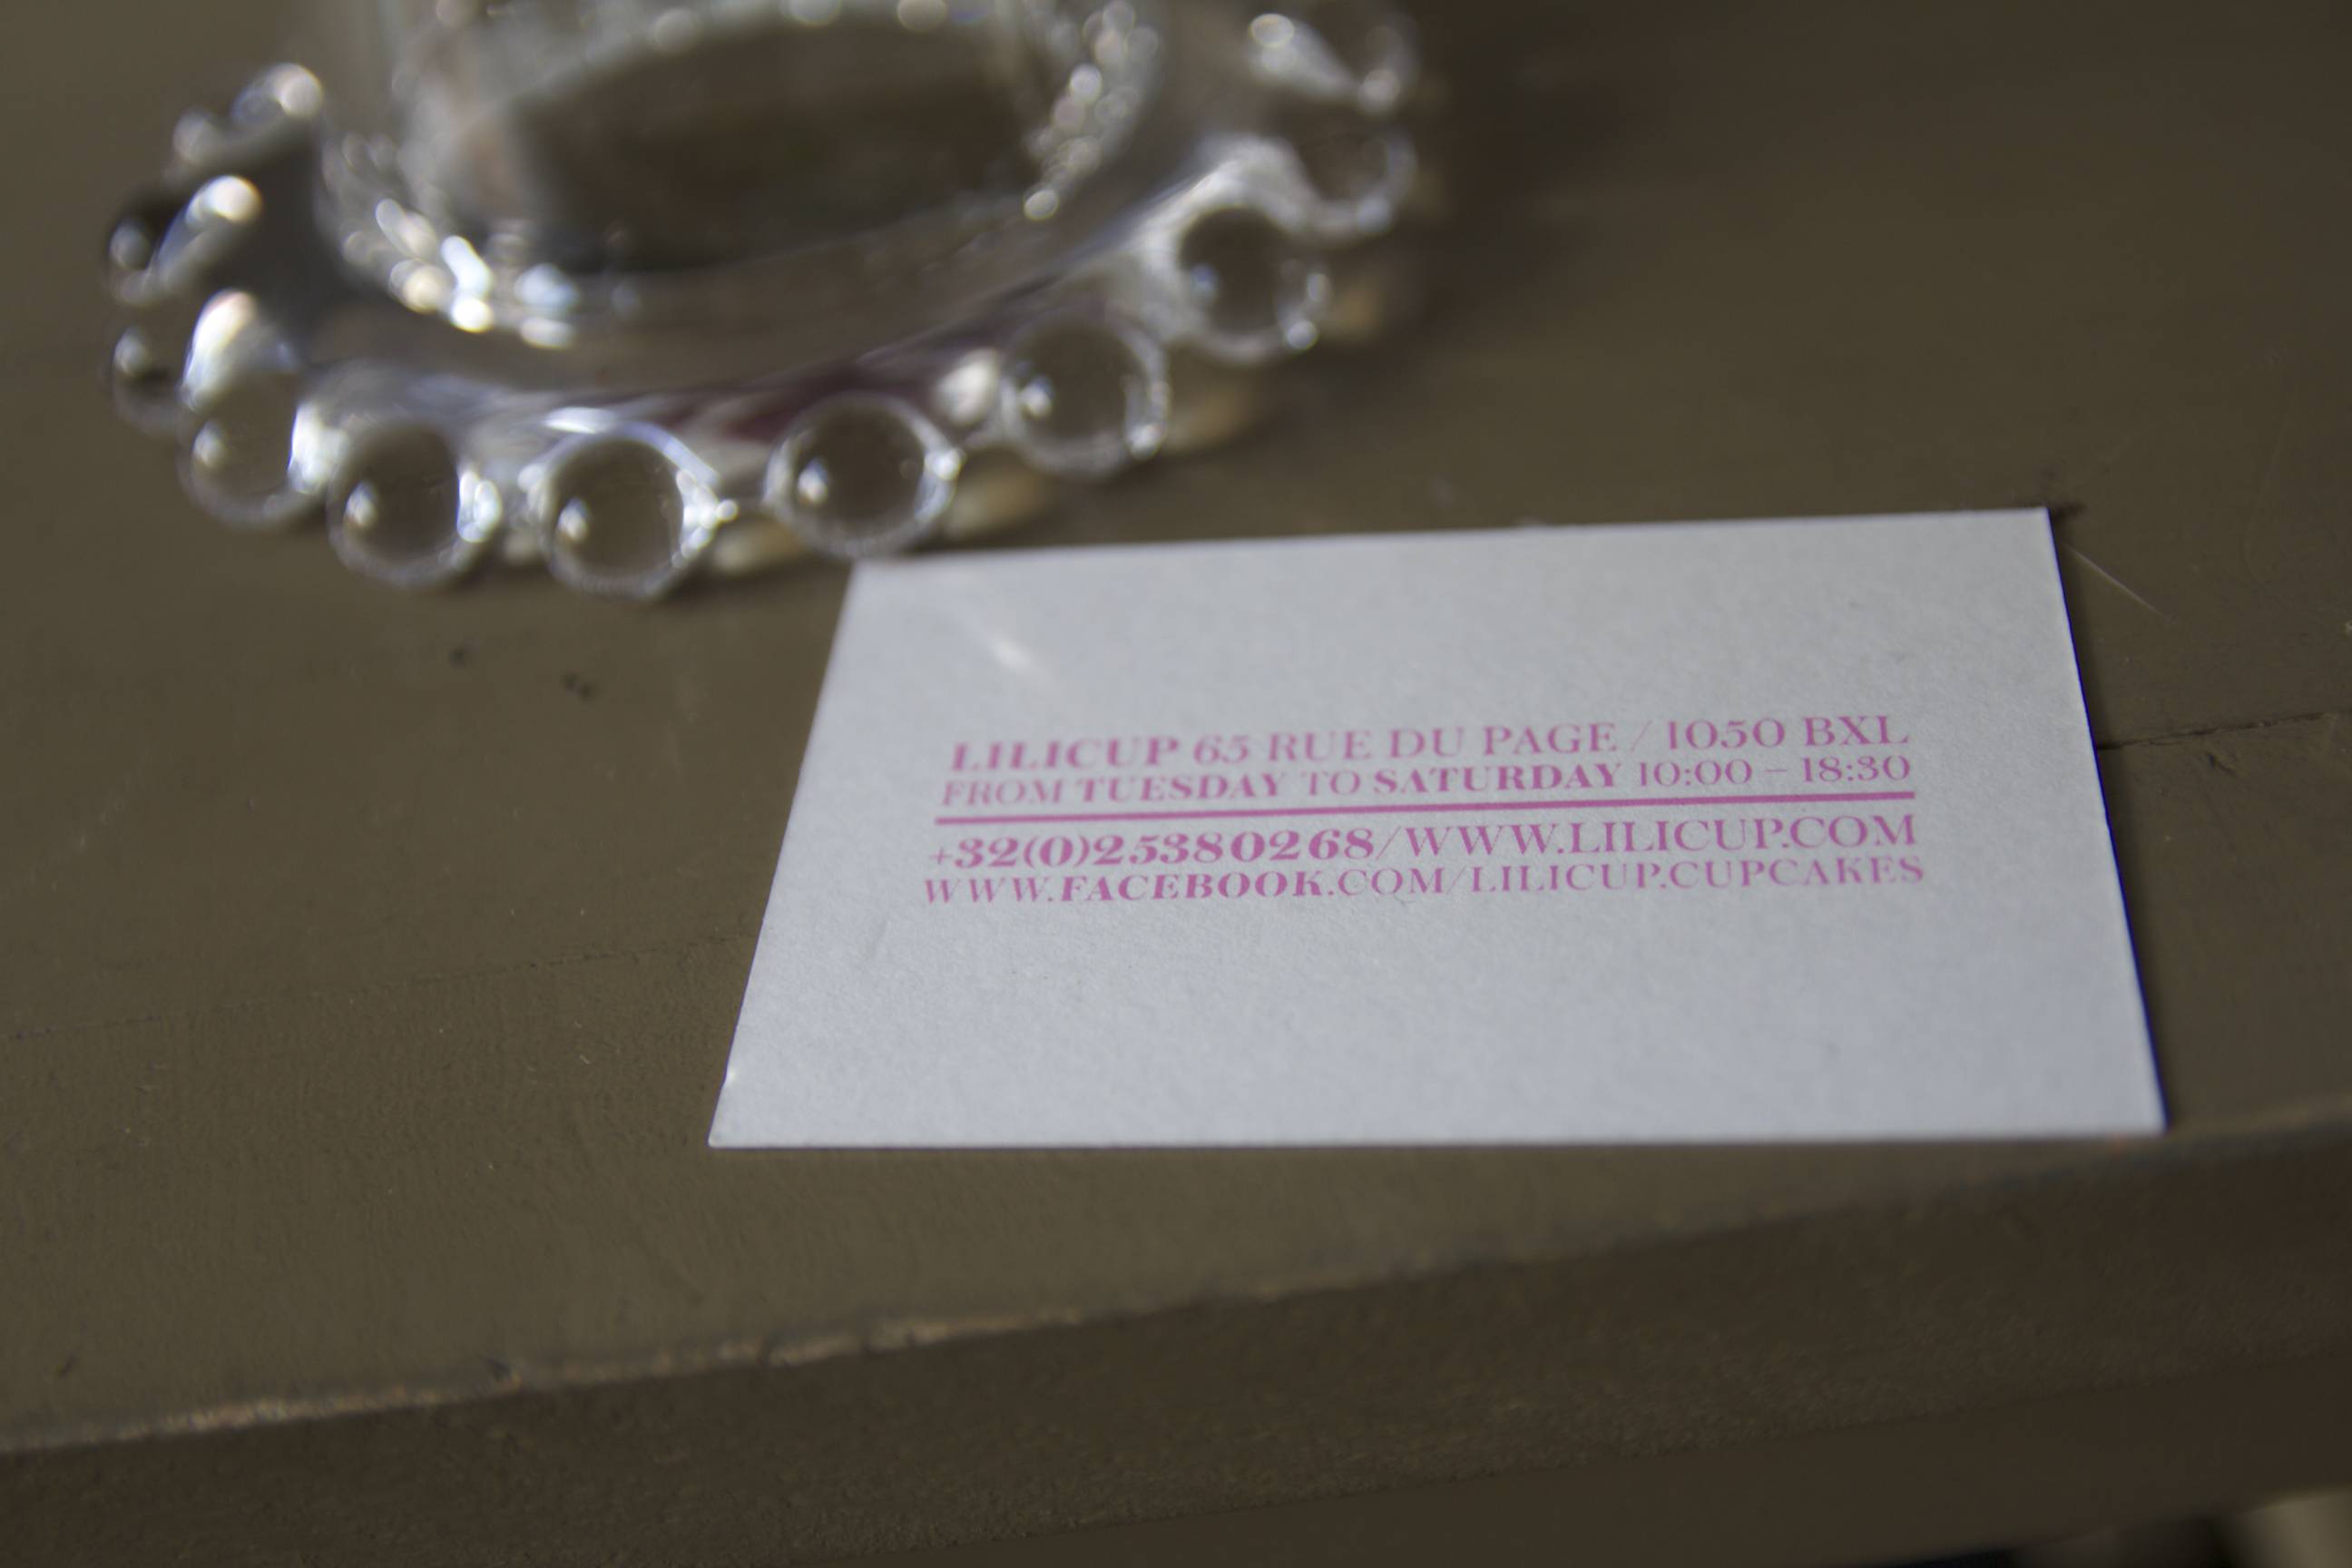 LILICUP 65 RUE DU PAGE / 1050 BXL
FROM TUESDAY TO SATURDAY 10:00 – 18:30
+32(0)25380268/WWW.LILICUP.COM
WWW.FACEBOOK.COM/LILICUP.CUPCAKES